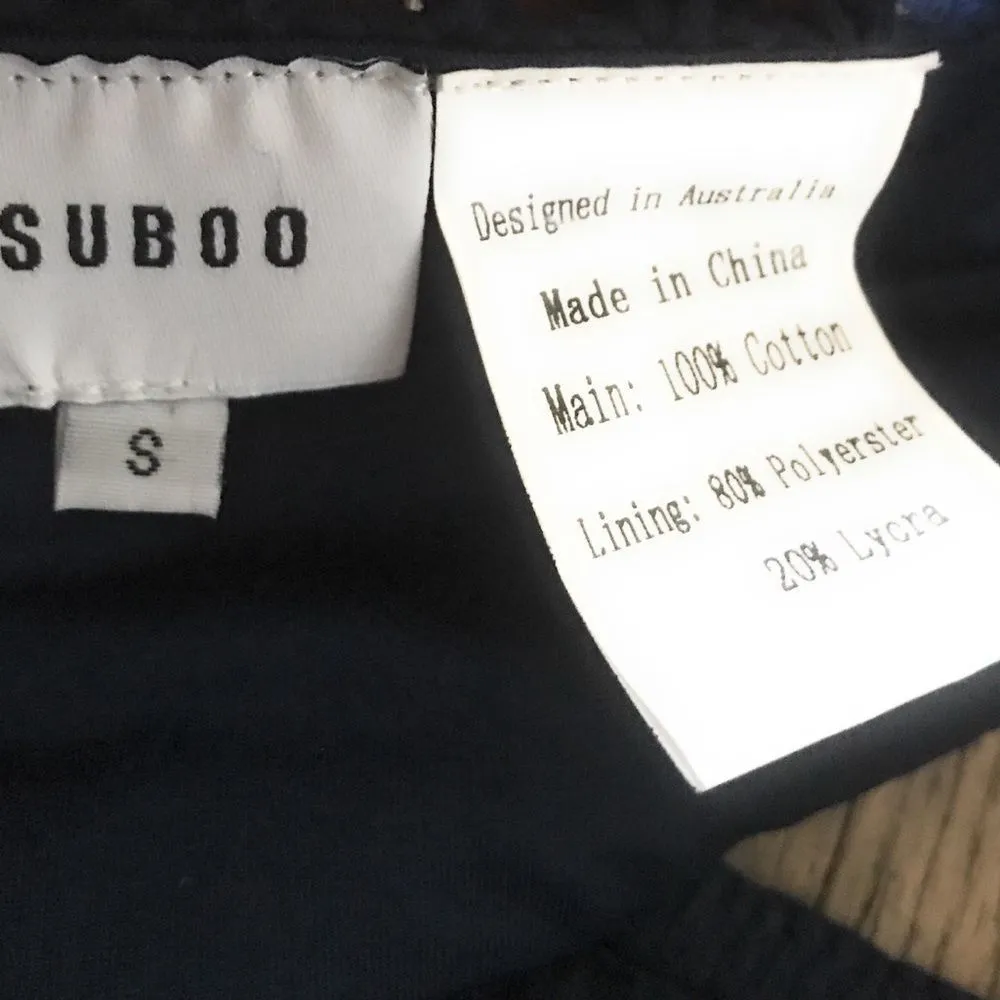 SUBOO
S
Designed in Australia
Made in China
Main: 100% Cotton
Lining: 80% Polyerster
20% Lycra